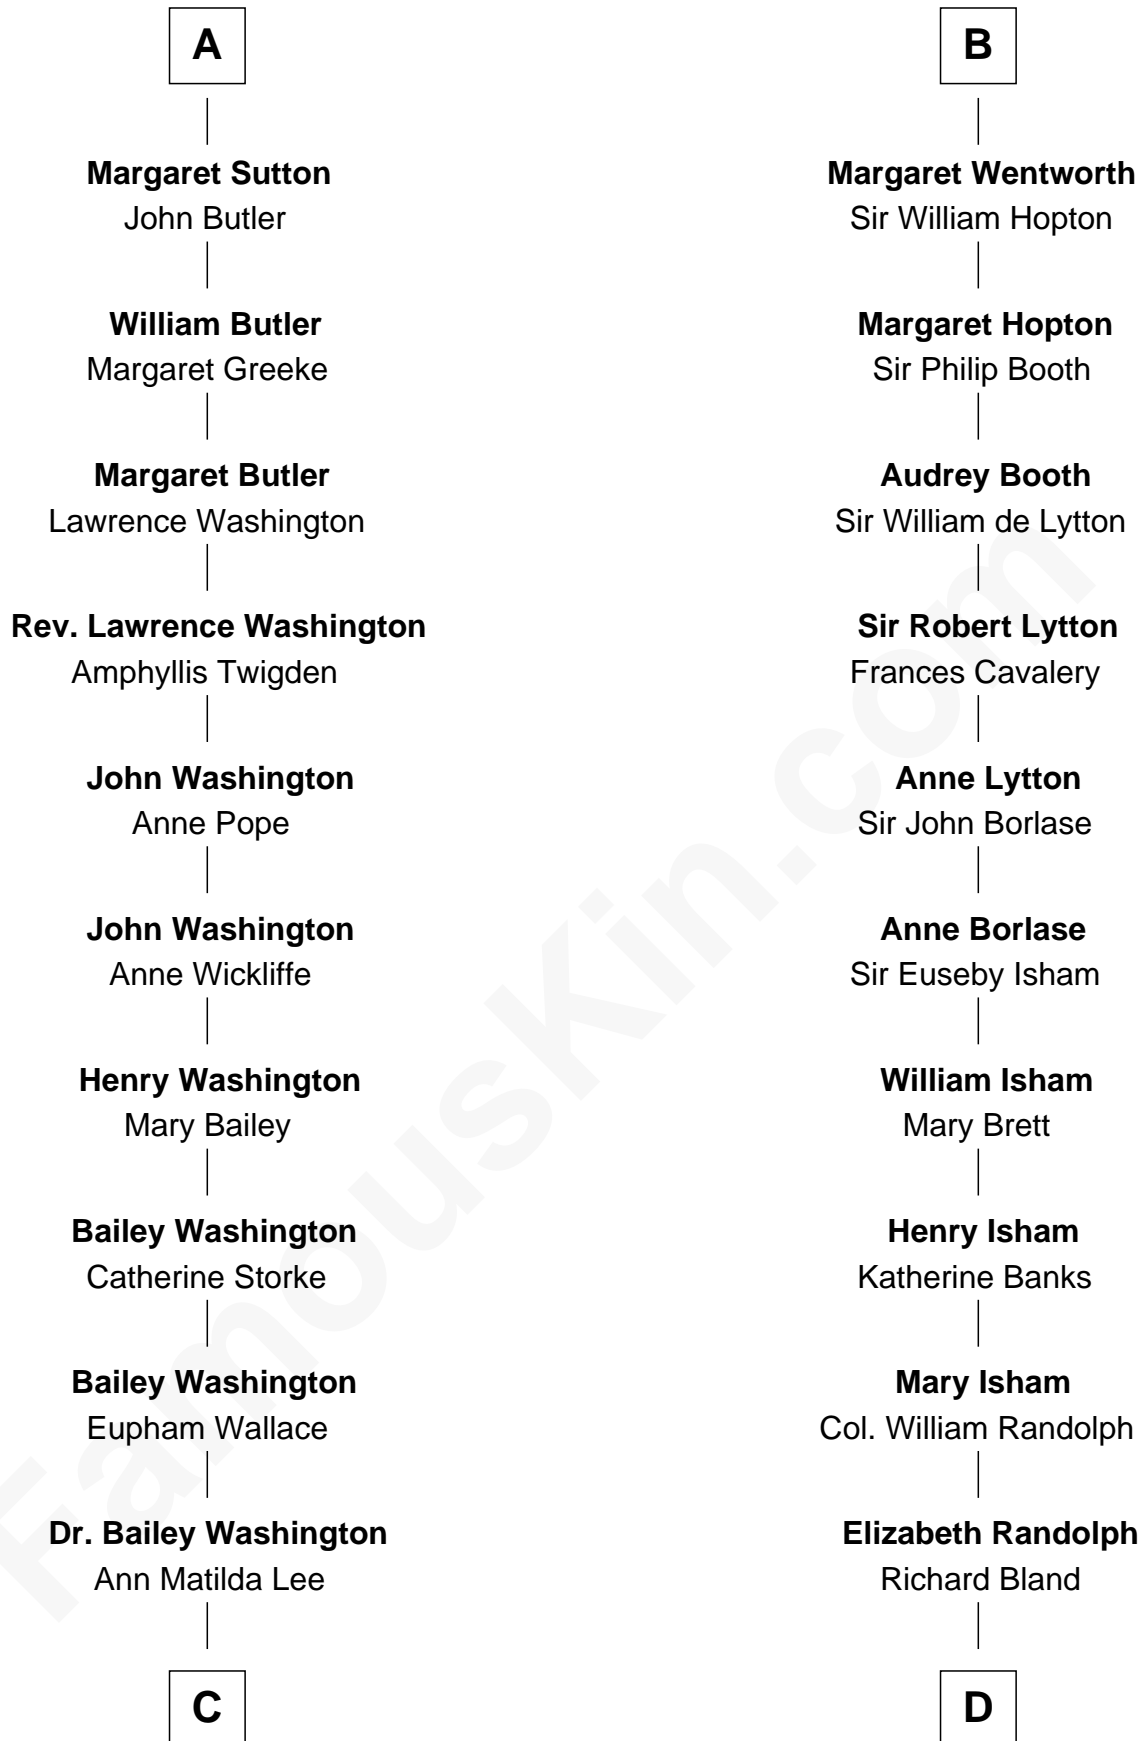 A
Margaret Sutton
John Butler
William Butler
Margaret Greeke
Margaret Butler
Lawrence Washington
Rev. Lawrence Washington
Amphyllis Twigden
John Washington
Anne Pope
John Washington
Anne Wickliffe
Henry Washington
Mary Bailey
Bailey Washington
Catherine Storke
Bailey Washington
Eupham Wallace
Dr. Bailey Washington
Ann Matilda Lee
C
B
Margaret Wentworth
Sir William Hopton
Margaret Hopton
Sir Philip Booth
Audrey Booth
Sir William de Lytton
Sir Robert Lytton
Frances Cavalery
Anne Lytton
Sir John Borlase
Anne Borlase
Sir Euseby Isham
William Isham
Mary Brett
Henry Isham
Katherine Banks
Mary Isham
Col. William Randolph
Elizabeth Randolph
Richard Bland
D
FamousKin.com